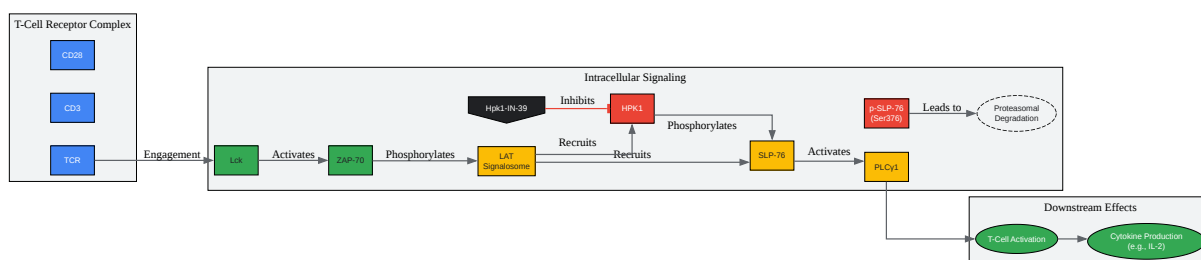 T-Cell Receptor Complex
CD28
CD3
TCR
Engagement
Intracellular Signaling
Hpk1-IN-39
Inhibits
HPK1
p-SLP-76
(Ser376)
Leads to
Proteasomal
Degradation
Phosphorylates
Recruits
Lck
Activates
ZAP-70
Phosphorylates
LAT
Signalosome
Recruits
SLP-76
Activates
PLCγ1
Downstream Effects
T-Cell Activation
Cytokine Production
(e.g., IL-2)